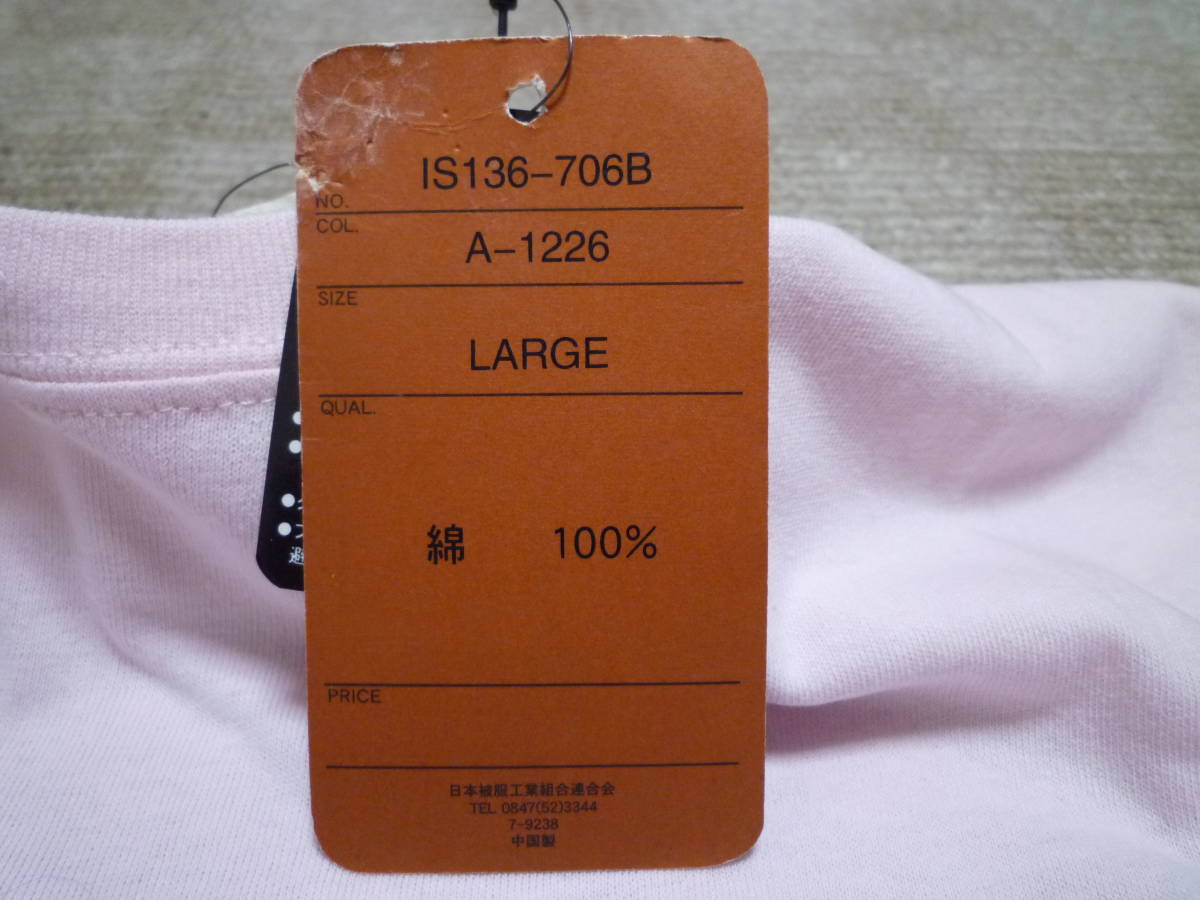 IS136-706B
NO.
COL.
A-1226
SIZE
LARGE
QUAL.
綿 100%
PRICE
日本被服工業組合連合会
TEL 0847(52)3344
7-9238
中国製
避